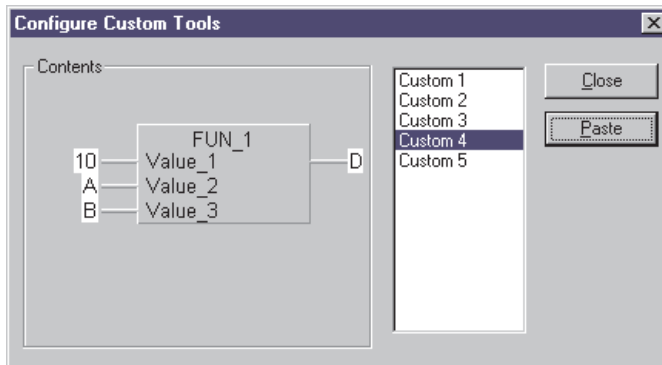 Configure Custom Tools
Contents
FUN_1
10 Value_1 D
A Value_2
B Value_3
Custom 1
Custom 2
Custom 3
Custom 4
Custom 5
Close
Paste